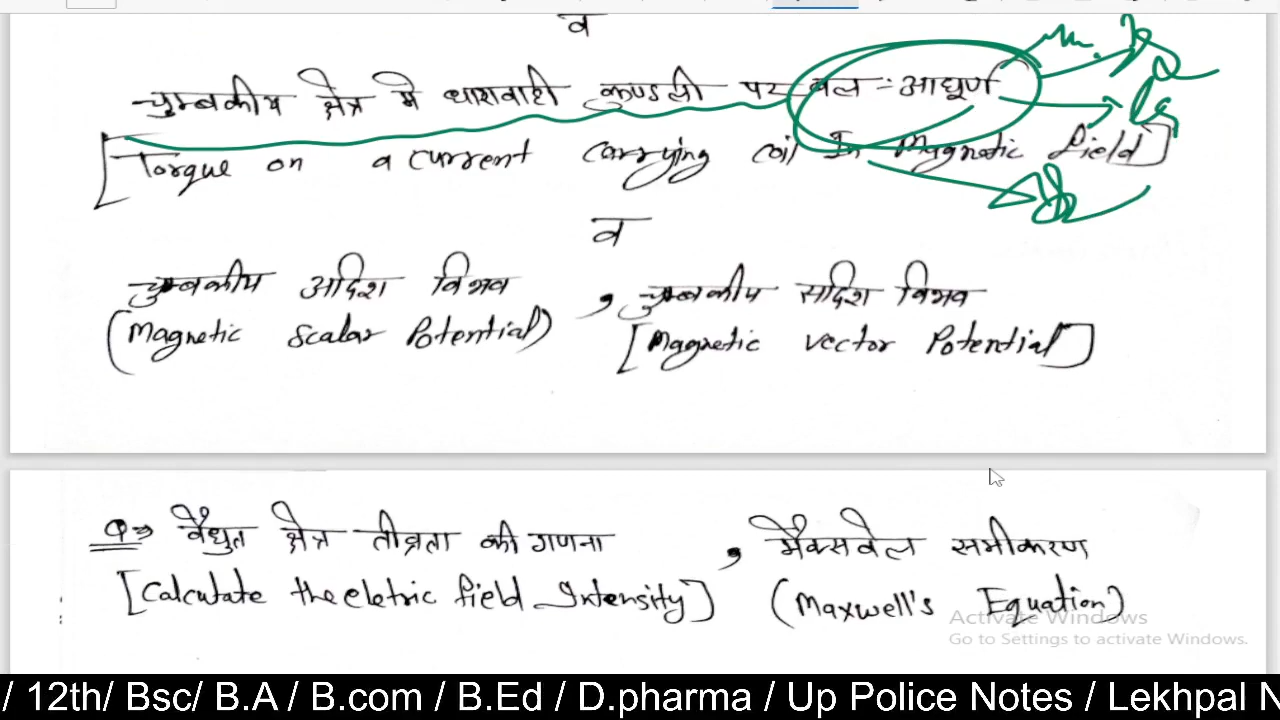 व
चुम्बकीय क्षेत्र मे धारावाही कुण्डली पर बल-आघूर्ण
[Torque on a current carrying coil In Magnetic field]
व
चुम्बकीय अदिश विभव , चुम्बकीय सदिश विभव
(Magnetic Scalar Potential) [Magnetic vector Potential]
Q⇒ वैधुत क्षेत्र तीव्रता की गणना , मैक्सवेल समीकरण
[Calculate the eletric field Intensity] (Maxwell's Equation)
Activate Windows
Go to Settings to activate Windows.
/ 12th/ Bsc/ B.A / B.com / B.Ed / D.pharma / Up Police Notes / Lekhpal N